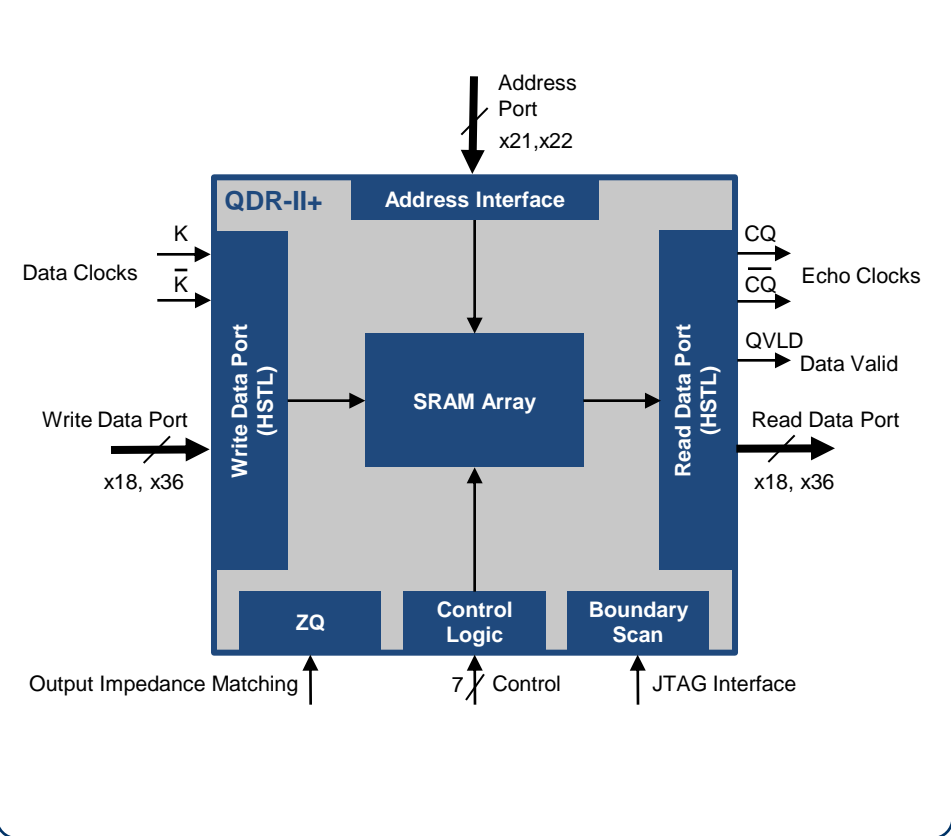 Address
Port
x21,x22
QDR-II+
Address Interface
K
Data Clocks
K̅
CQ
Echo Clocks
C̅Q̅
QVLD
Data Valid
Write Data Port
(HSTL)
SRAM Array
Read Data Port
(HSTL)
Write Data Port
x18, x36
Read Data Port
x18, x36
ZQ
Control
Logic
Boundary
Scan
Output Impedance Matching
7
Control
JTAG Interface